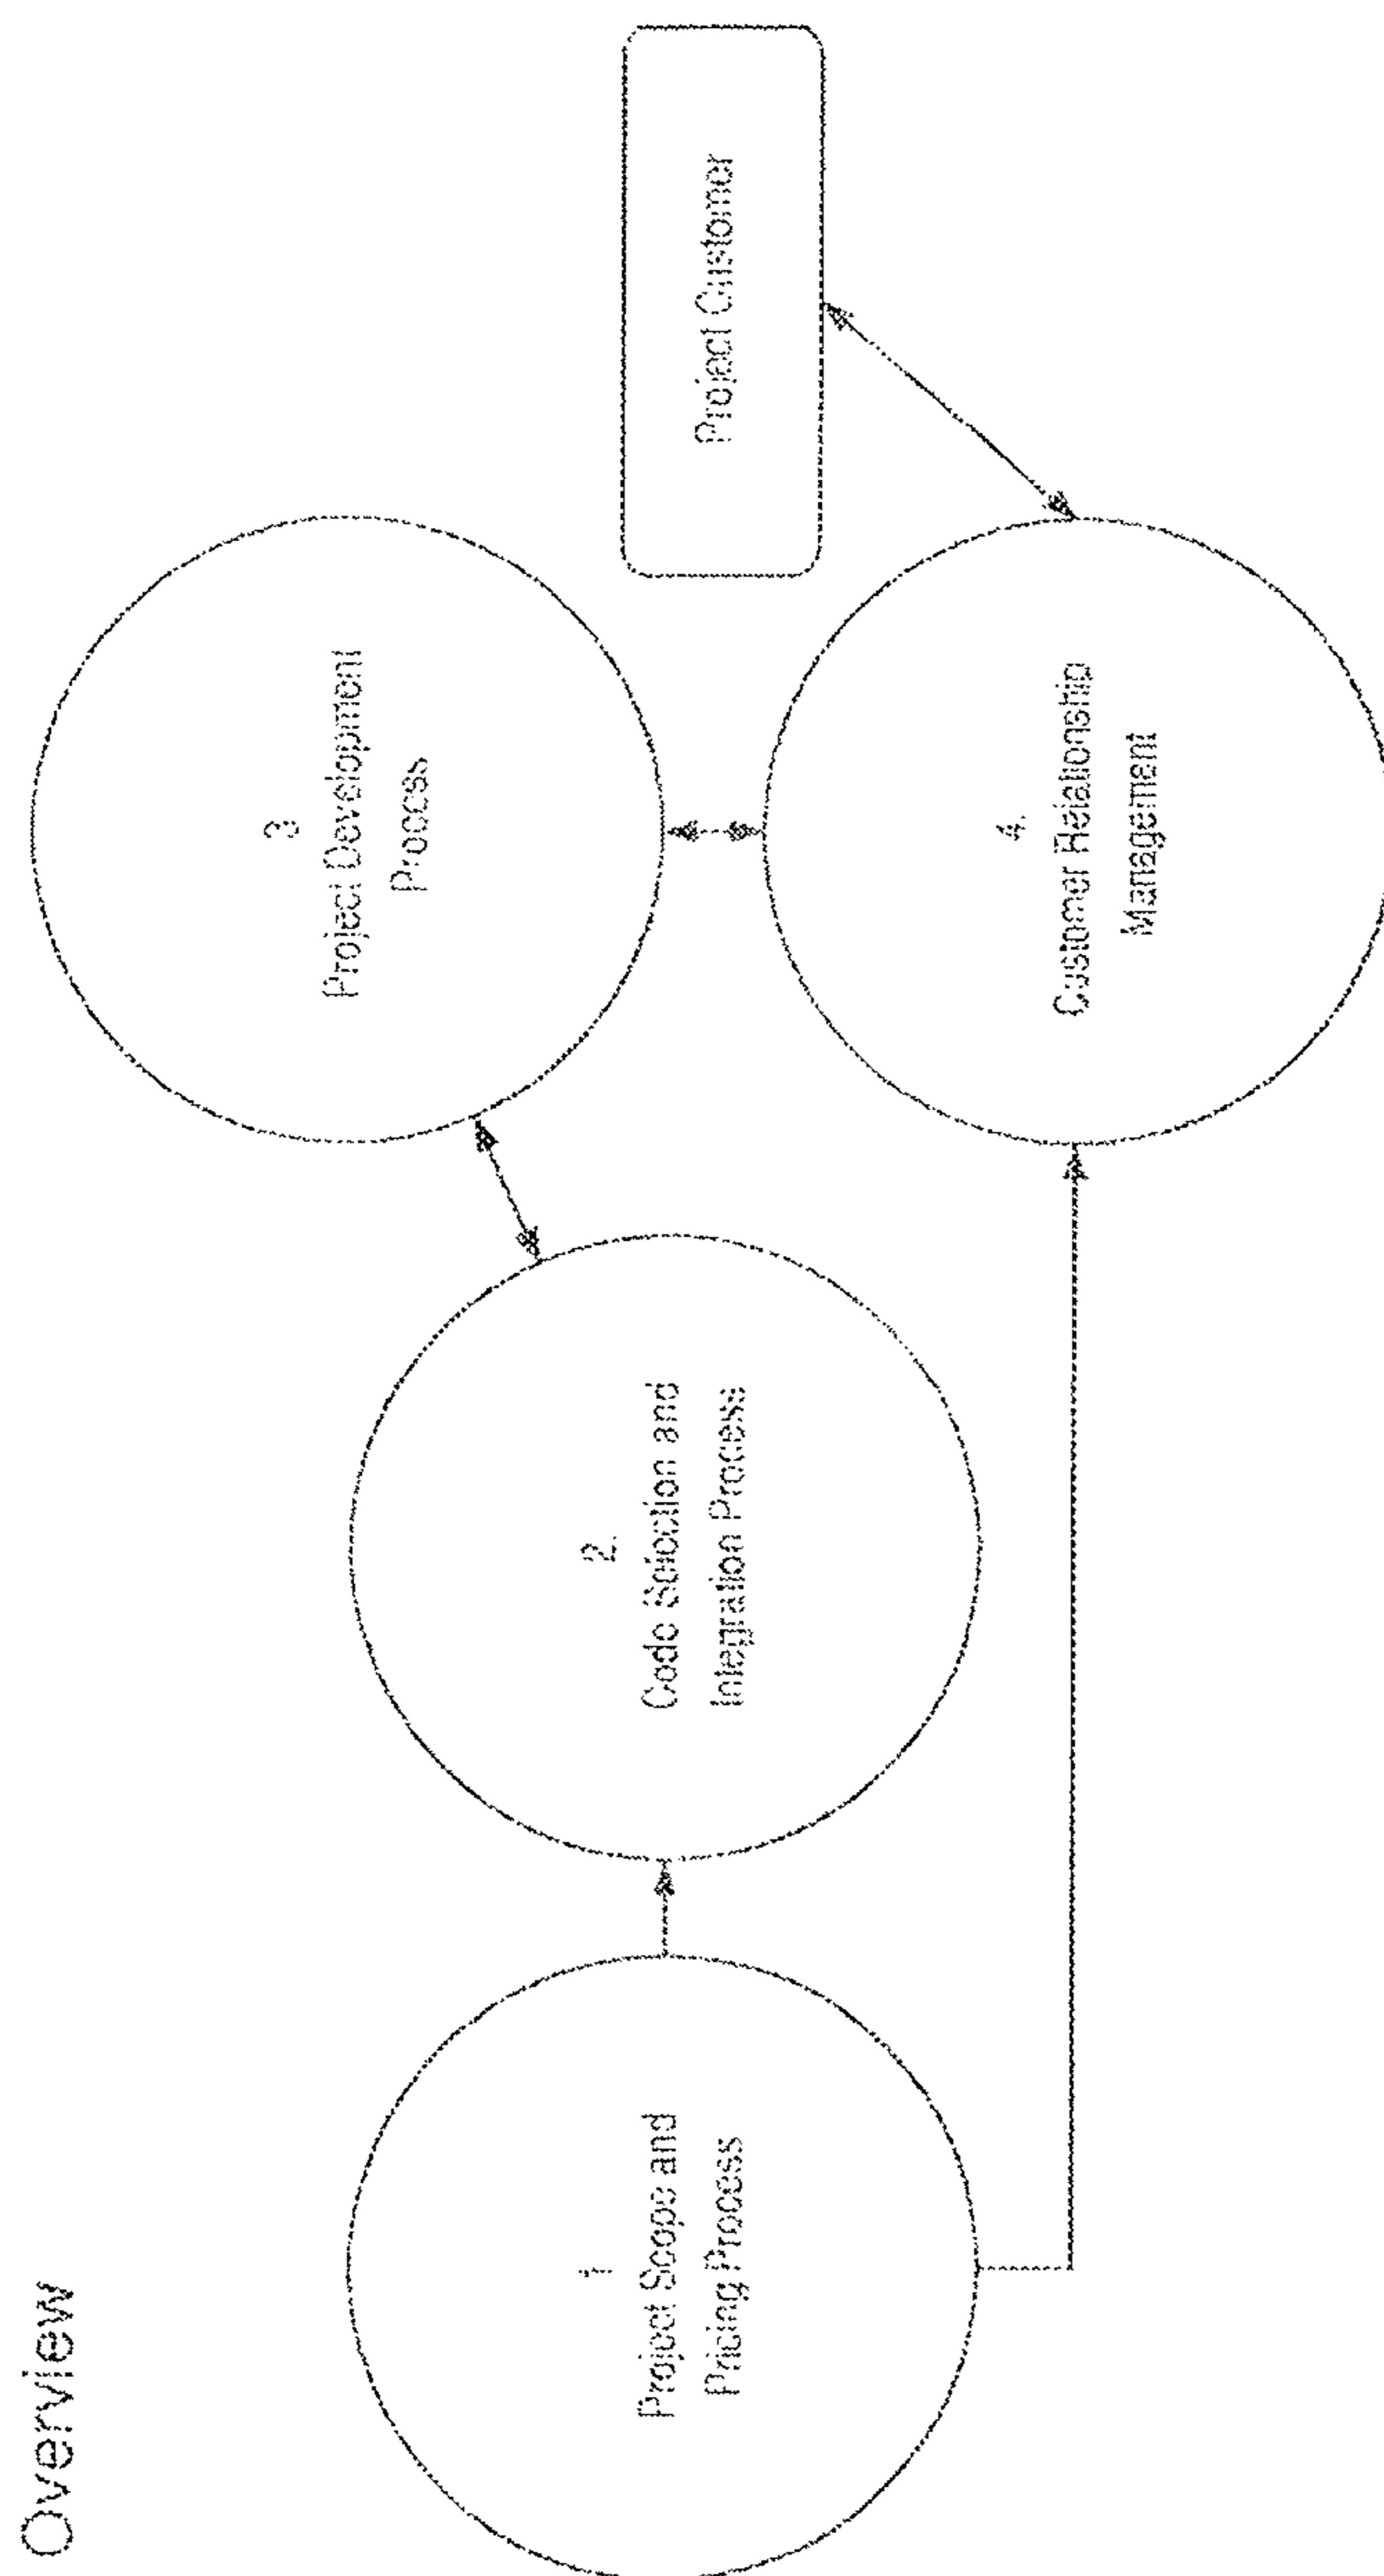 Overview
1
Project Scope and
Pricing Process
2.
Code Selection and
Integration Process
3
Project Development
Process
4.
Customer Relationship
Management
Project Customer